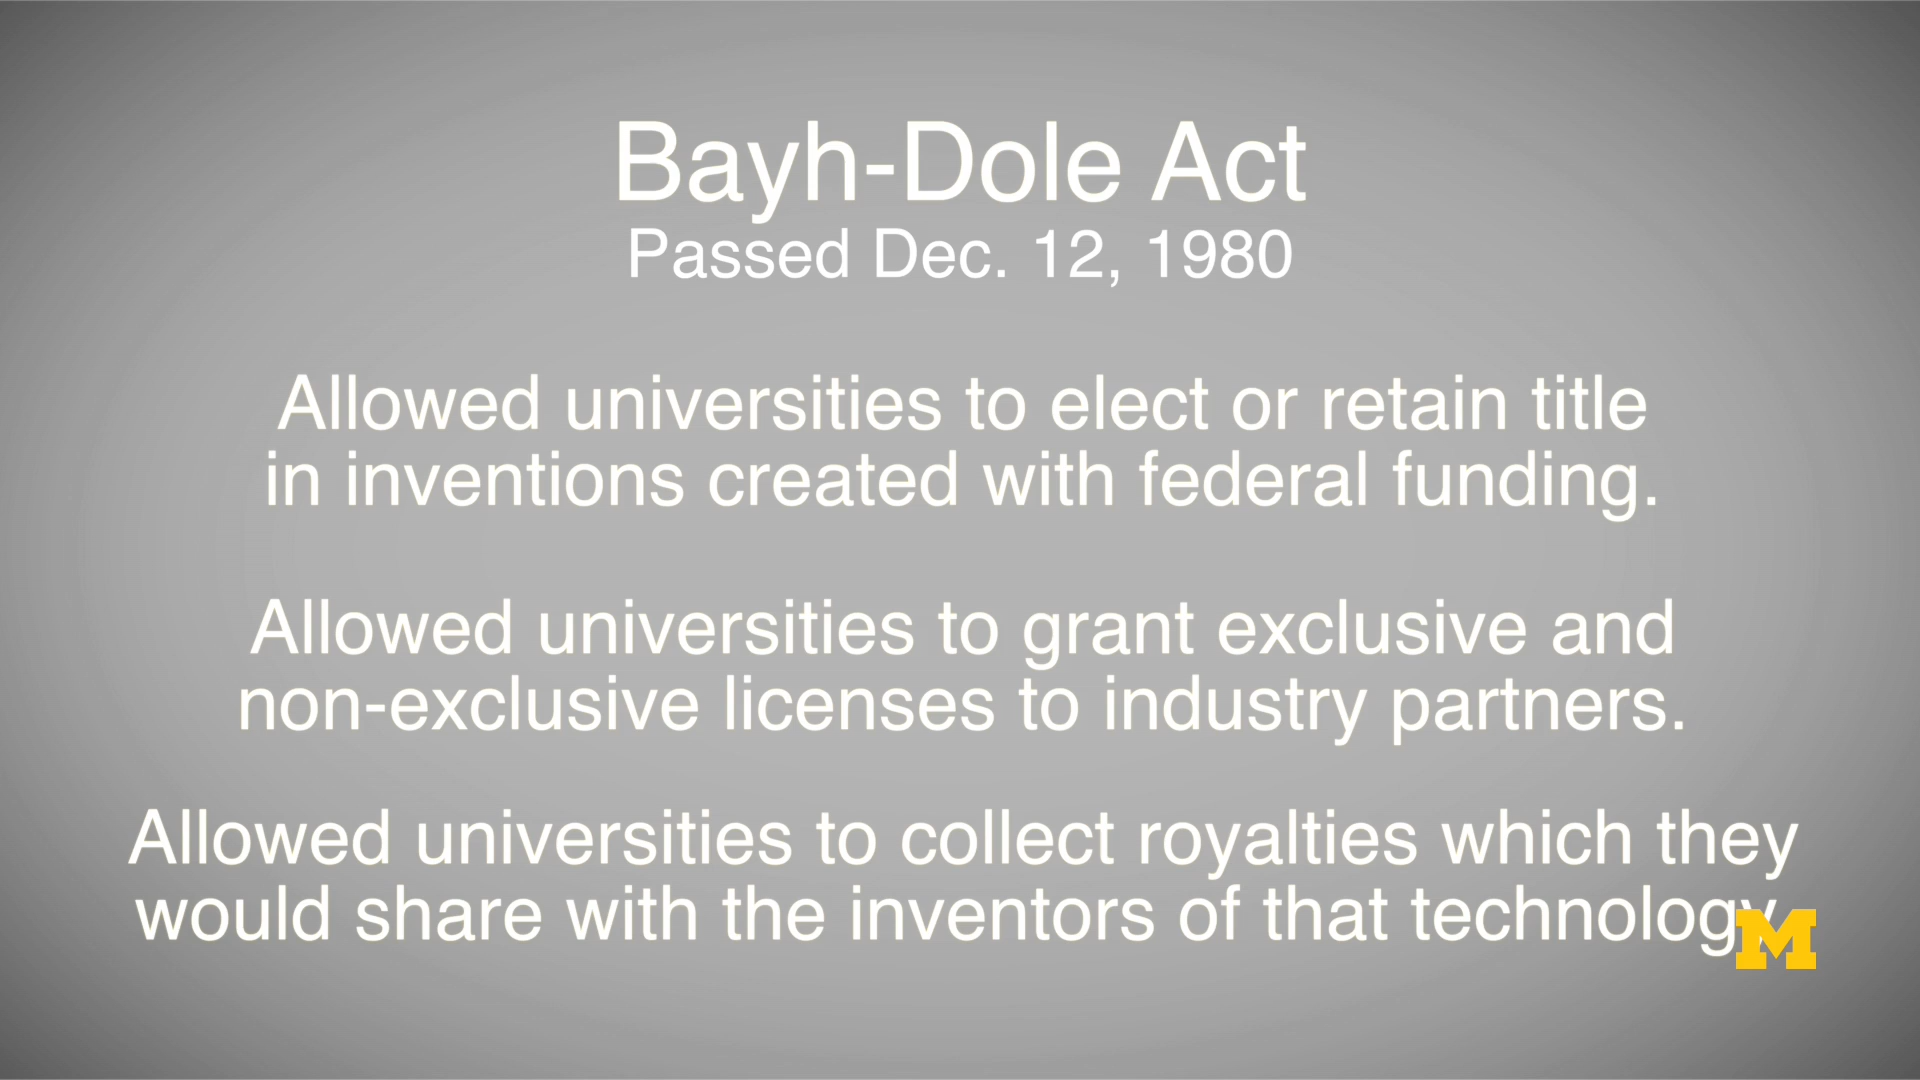 Bayh-Dole Act
Passed Dec. 12, 1980
Allowed universities to elect or retain title
in inventions created with federal funding.
Allowed universities to grant exclusive and
non-exclusive licenses to industry partners.
Allowed universities to collect royalties which they
would share with the inventors of that technology
M